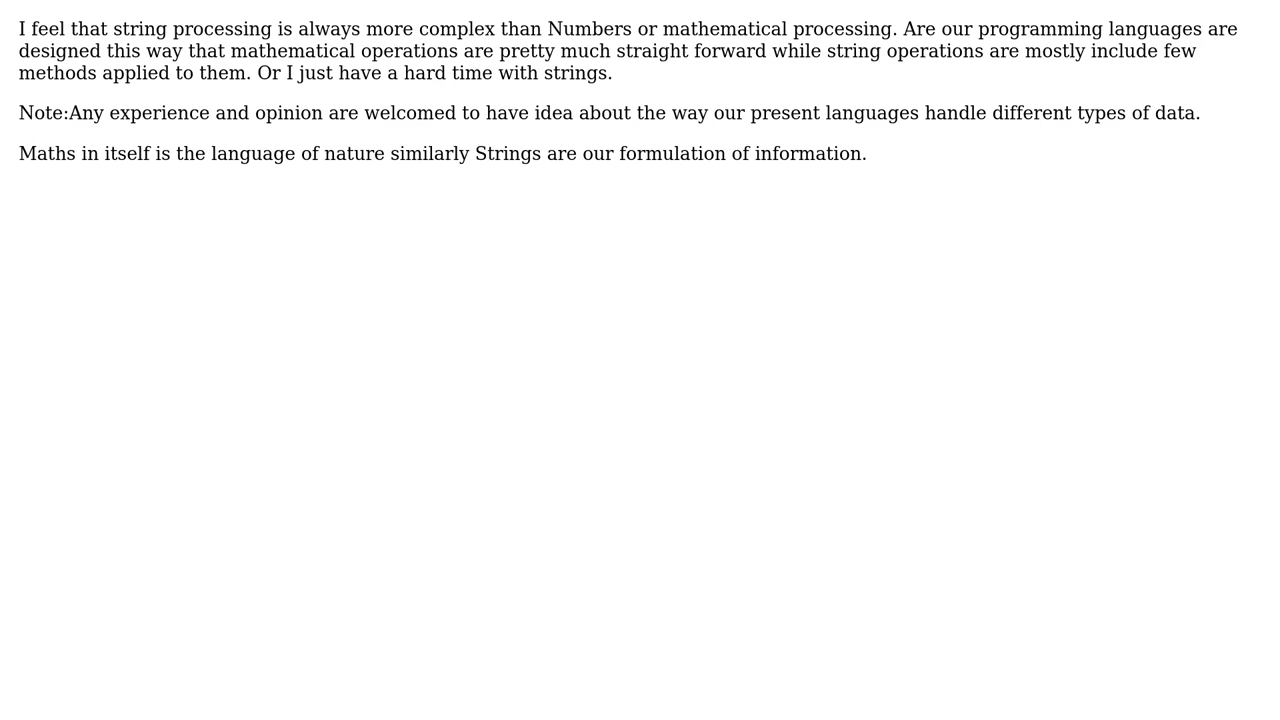 I feel that string processing is always more complex than Numbers or mathematical processing. Are our programming languages are
designed this way that mathematical operations are pretty much straight forward while string operations are mostly include few
methods applied to them. Or I just have a hard time with strings.
Note:Any experience and opinion are welcomed to have idea about the way our present languages handle different types of data.
Maths in itself is the language of nature similarly Strings are our formulation of information.